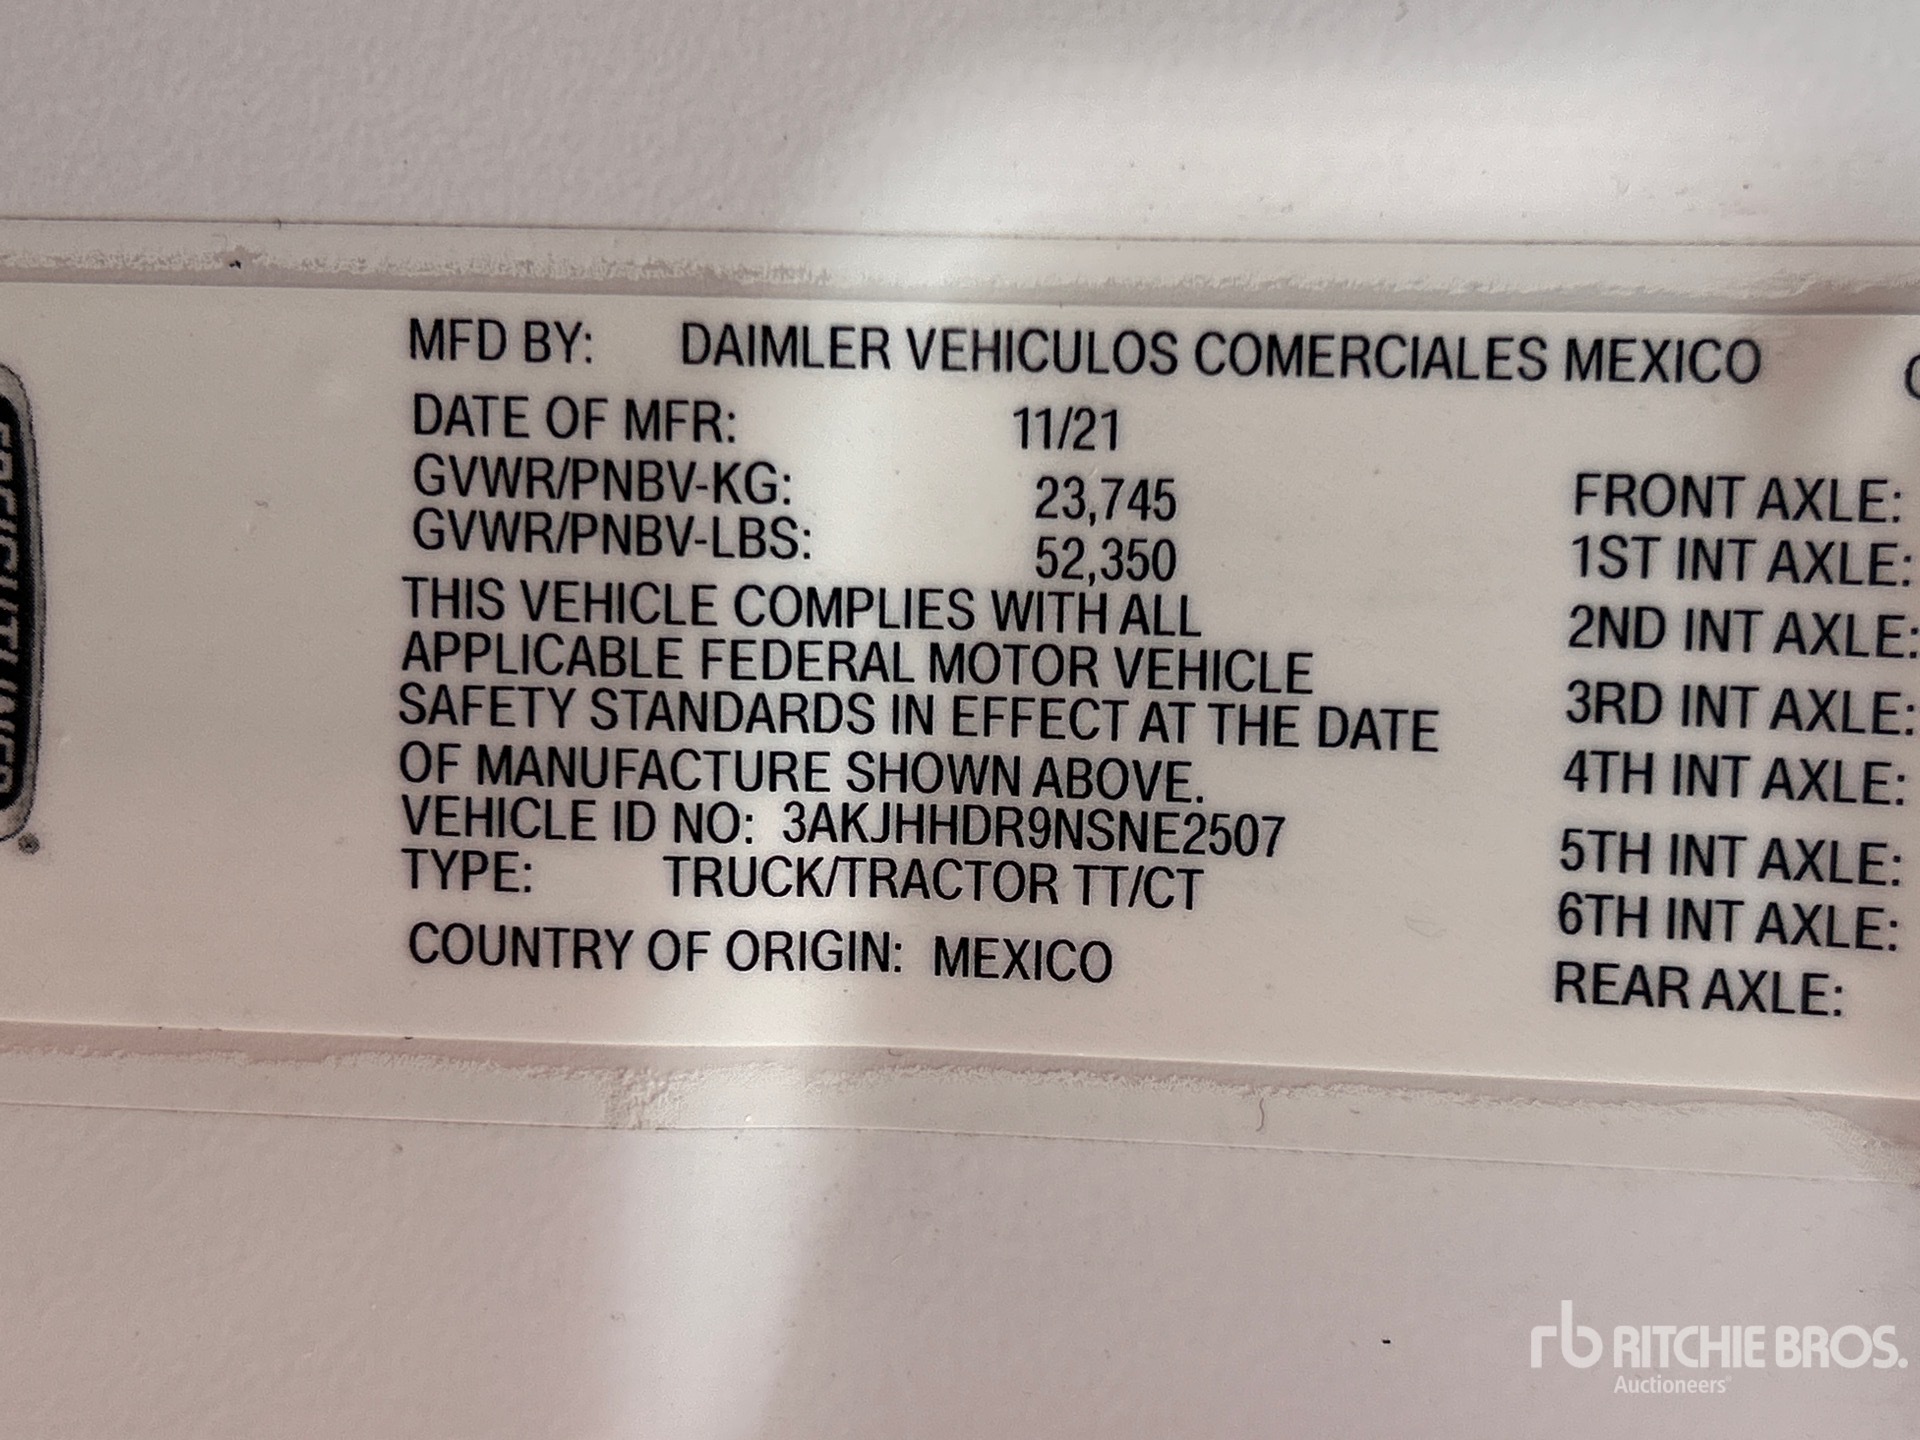 FREIGHTLINER
MFD BY: DAIMLER VEHICULOS COMERCIALES MEXICO
DATE OF MFR: 11/21
GVWR/PNBV-KG: 23,745
GVWR/PNBV-LBS: 52,350
THIS VEHICLE COMPLIES WITH ALL
APPLICABLE FEDERAL MOTOR VEHICLE
SAFETY STANDARDS IN EFFECT AT THE DATE
OF MANUFACTURE SHOWN ABOVE.
VEHICLE ID NO: 3AKJHHDR9NSNE2507
TYPE: TRUCK/TRACTOR TT/CT
COUNTRY OF ORIGIN: MEXICO
FRONT AXLE:
1ST INT AXLE:
2ND INT AXLE:
3RD INT AXLE:
4TH INT AXLE:
5TH INT AXLE:
6TH INT AXLE:
REAR AXLE:
rb RITCHIE BROS.
Auctioneers